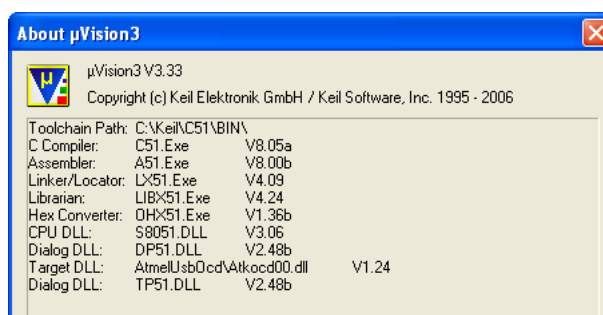 About µVision3
µVision3 V3.33
Copyright (c) Keil Elektronik GmbH / Keil Software, Inc. 1995 - 2006
Toolchain Path: C:\Keil\C51\BIN\
C Compiler: C51.Exe V8.05a
Assembler: A51.Exe V8.00b
Linker/Locator: LX51.Exe V4.09
Librarian: LIBX51.Exe V4.24
Hex Converter: OHX51.Exe V1.36b
CPU DLL: S8051.DLL V3.06
Dialog DLL: DP51.DLL V2.48b
Target DLL: AtmelUsbOcd\Atkocd00.dll V1.24
Dialog DLL: TP51.DLL V2.48b